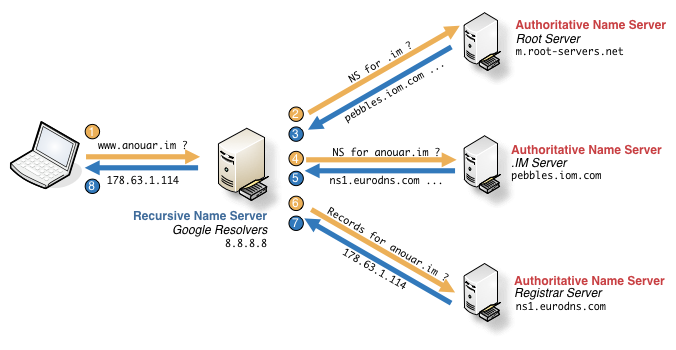 Authoritative Name Server
Root Server
m.root-servers.net
NS for .im ?
pebbles.iom.com ...
2
3
1
www.anouar.im ?
8
178.63.1.114
Recursive Name Server
Google Resolvers
8.8.8.8
4
NS for anouar.im ?
5
ns1.eurodns.com ...
Authoritative Name Server
.IM Server
pebbles.iom.com
6
7
Records for anouar.im ?
178.63.1.114
Authoritative Name Server
Registrar Server
ns1.eurodns.com